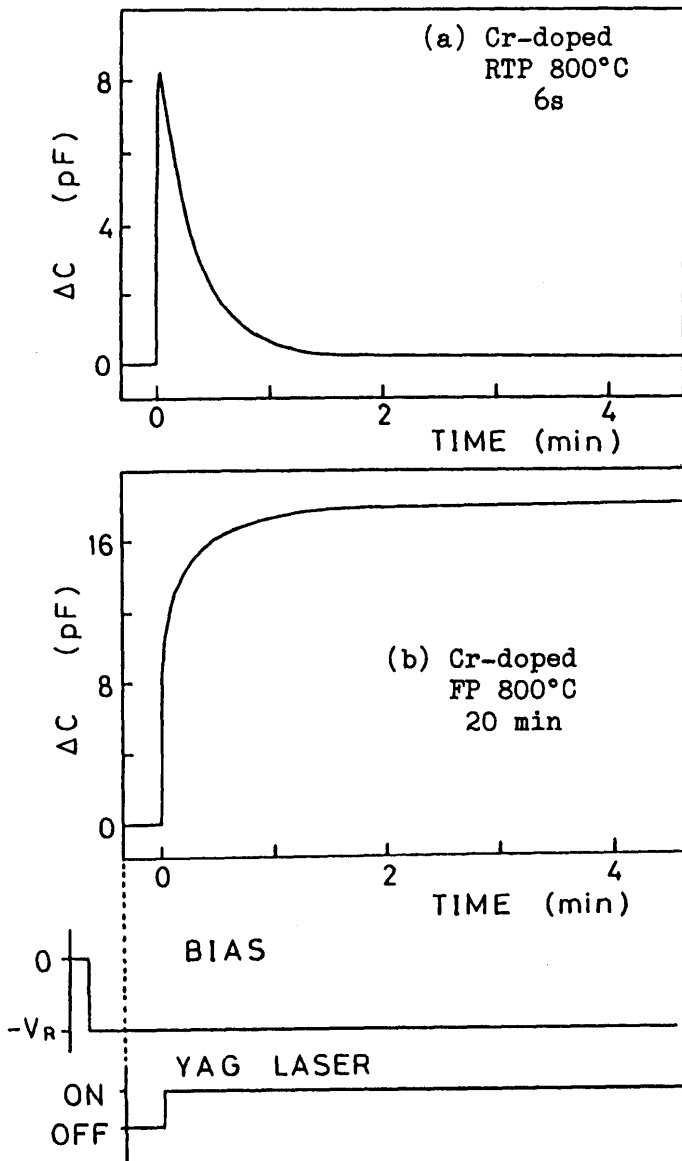 (a) Cr-doped
RTP 800°C
6s
8
4
0
ΔC (pF)
0
2
4
TIME (min)
16
8
0
ΔC (pF)
(b) Cr-doped
FP 800°C
20 min
0
2
4
TIME (min)
BIAS
0
-VR
YAG LASER
ON
OFF